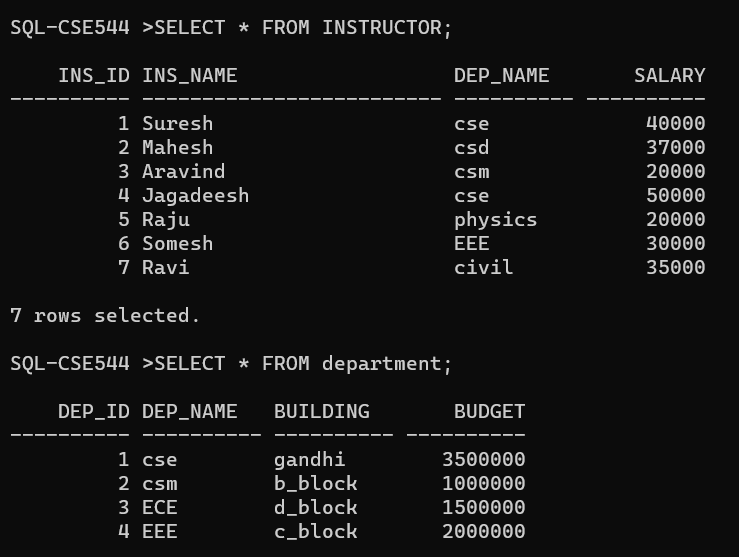 SQL-CSE544 >SELECT * FROM INSTRUCTOR;
INS_ID INS_NAME DEP_NAME SALARY
---------- ------------------------- ---------- ----------
1 Suresh cse 40000
2 Mahesh csd 37000
3 Aravind csm 20000
4 Jagadeesh cse 50000
5 Raju physics 20000
6 Somesh EEE 30000
7 Ravi civil 35000
7 rows selected.
SQL-CSE544 >SELECT * FROM department;
DEP_ID DEP_NAME BUILDING BUDGET
---------- ---------- ---------- ----------
1 cse gandhi 3500000
2 csm b_block 1000000
3 ECE d_block 1500000
4 EEE c_block 2000000